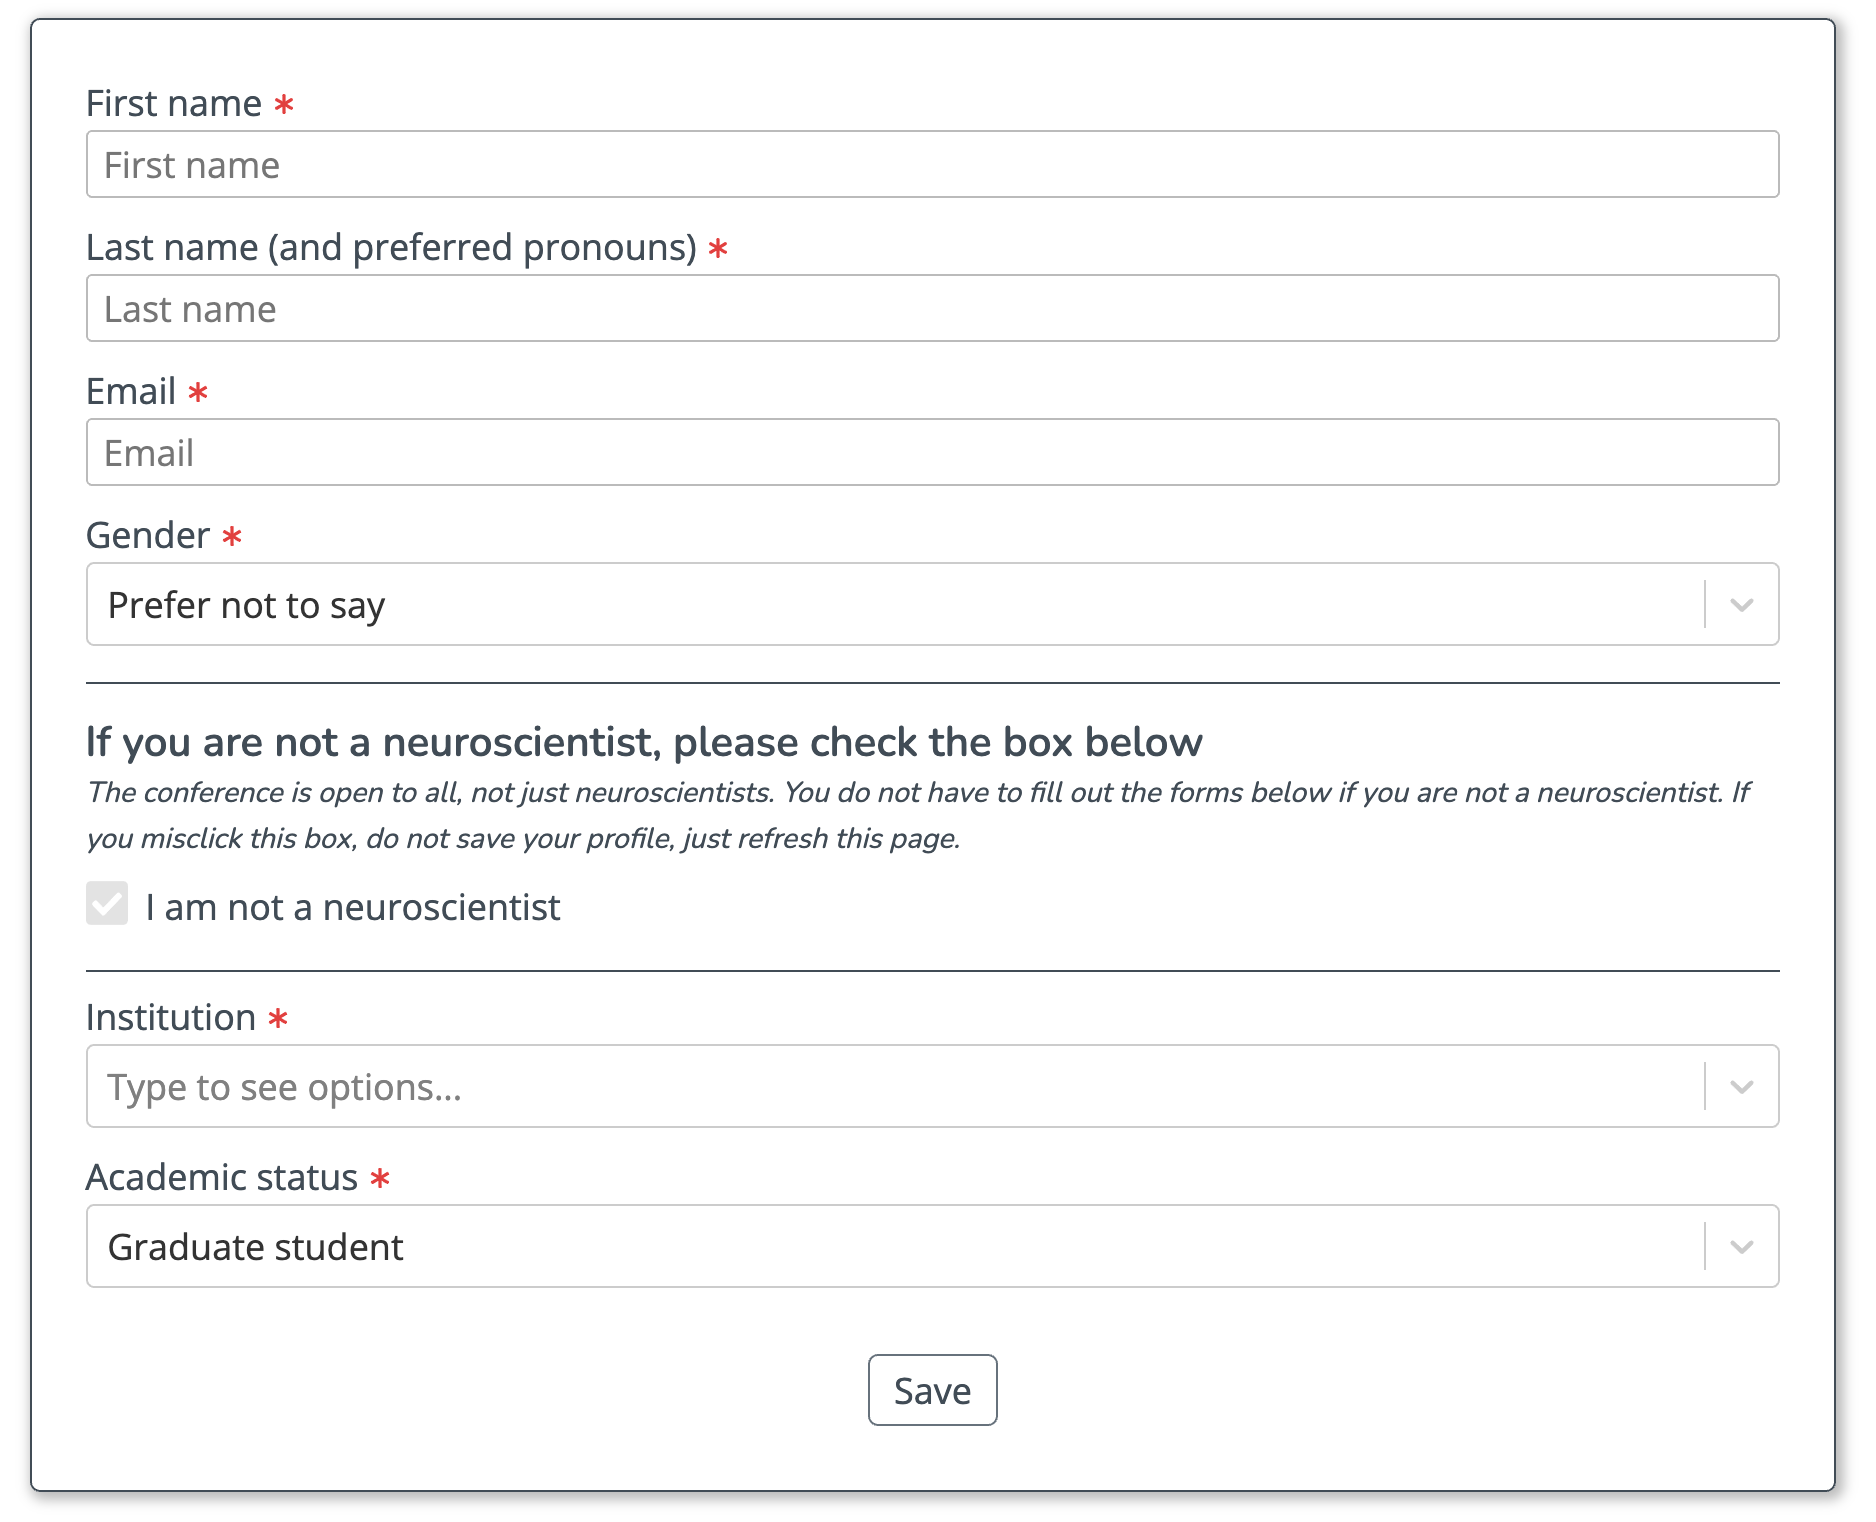 First name *
First name
Last name (and preferred pronouns) *
Last name
Email *
Email
Gender *
Prefer not to say
If you are not a neuroscientist, please check the box below
The conference is open to all, not just neuroscientists. You do not have to fill out the forms below if you are not a neuroscientist. If
you misclick this box, do not save your profile, just refresh this page.
I am not a neuroscientist
Institution *
Type to see options...
Academic status *
Graduate student
Save